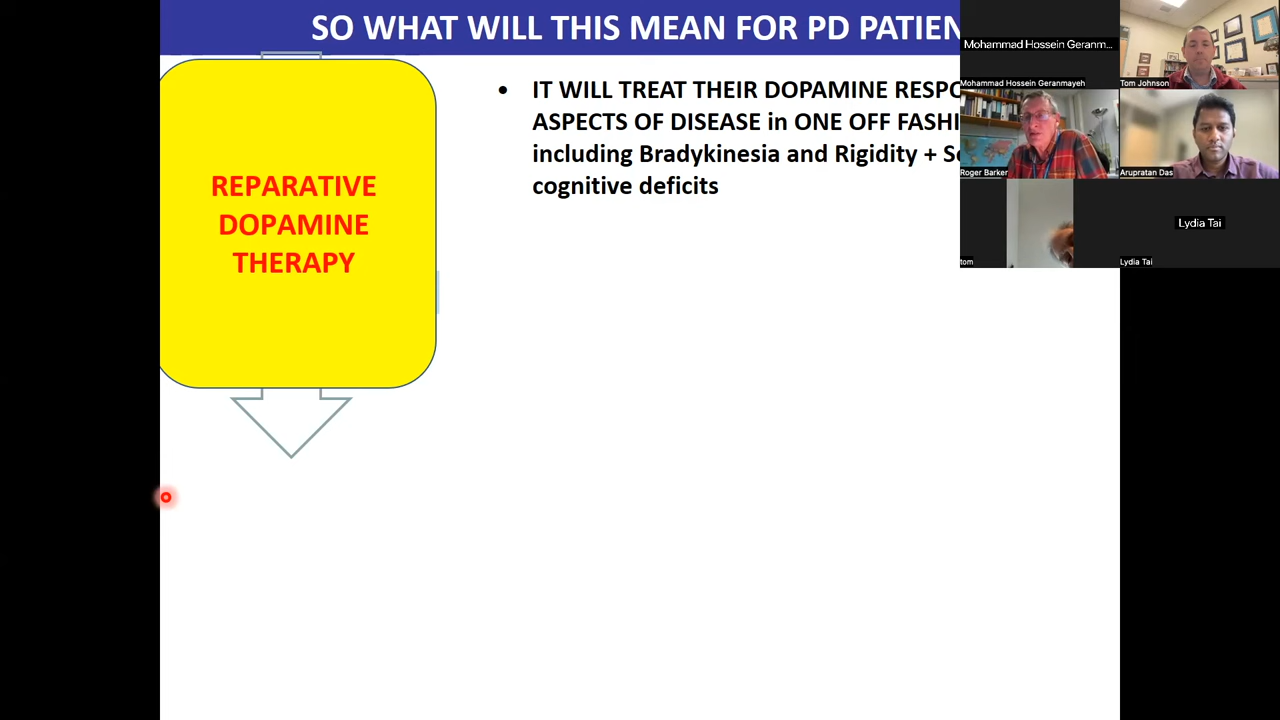 SO WHAT WILL THIS MEAN FOR PD PATIEN
REPARATIVE
DOPAMINE
THERAPY
• IT WILL TREAT THEIR DOPAMINE RESPO
ASPECTS OF DISEASE in ONE OFF FASHI
including Bradykinesia and Rigidity + So
cognitive deficits
Mohammad Hossein Geranm...
Mohammad Hossein Geranmayeh
Tom Johnson
Roger Barker
Arupratan Das
tom
Lydia Tai
Lydia Tai